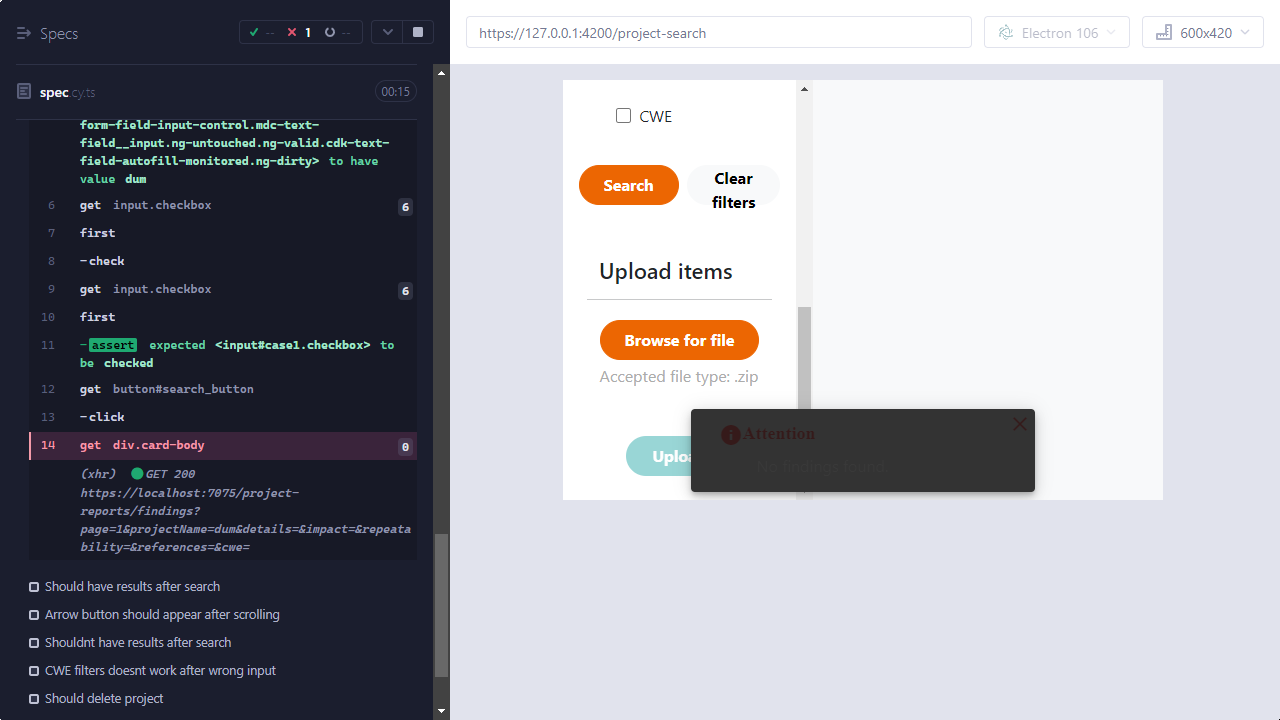 Specs
-- 1 --
https://127.0.0.1:4200/project-search
Electron 106
600x420
spec.cy.ts
00:15
form-field-input-control.mdc-text-
field__input.ng-untouched.ng-valid.cdk-text-
field-autofill-monitored.ng-dirty> to have
value dum
6 get input.checkbox 6
7 first
8 -check
9 get input.checkbox 6
10 first
11 -assert expected <input#case1.checkbox> to
be checked
12 get button#search_button
13 -click
14 get div.card-body 0
(xhr) GET 200
https://localhost:7075/project-
reports/findings?
page=1&projectName=dum&details=&impact=&repeata
bility=&references=&cwe=
Should have results after search
Arrow button should appear after scrolling
Shouldnt have results after search
CWE filters doesnt work after wrong input
Should delete project
CWE
Search
Clear
filters
Upload items
Browse for file
Accepted file type: .zip
Attention
No findings found.